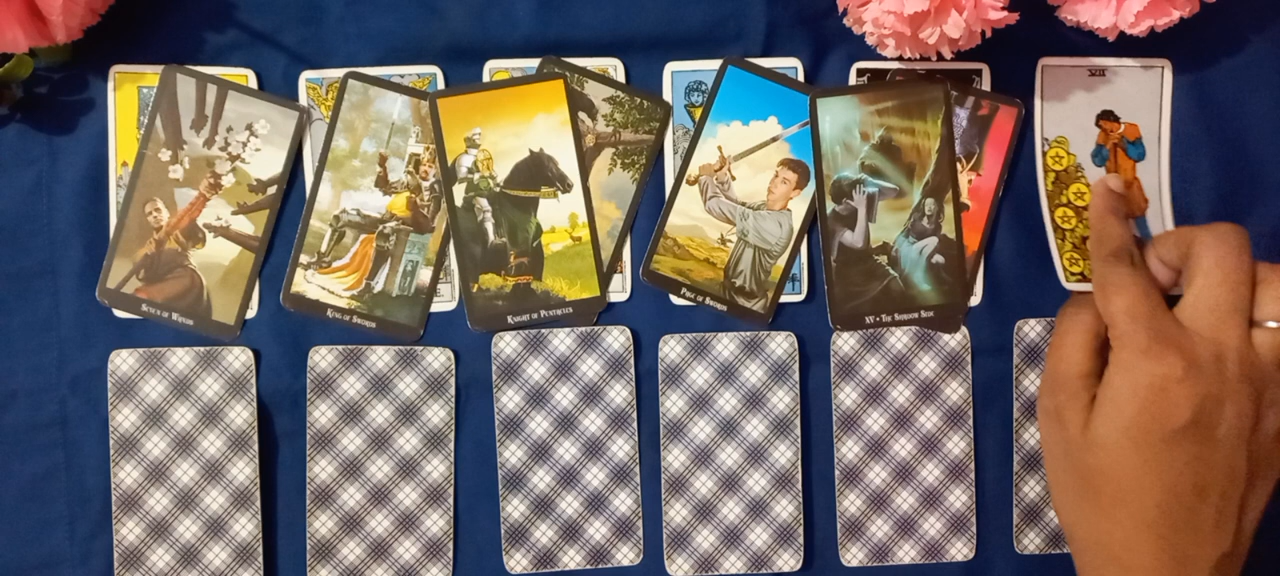 VII
Seven of Wands
King of Swords
Knight of Pentacles
Page of Swords
XV • The Shadow Side